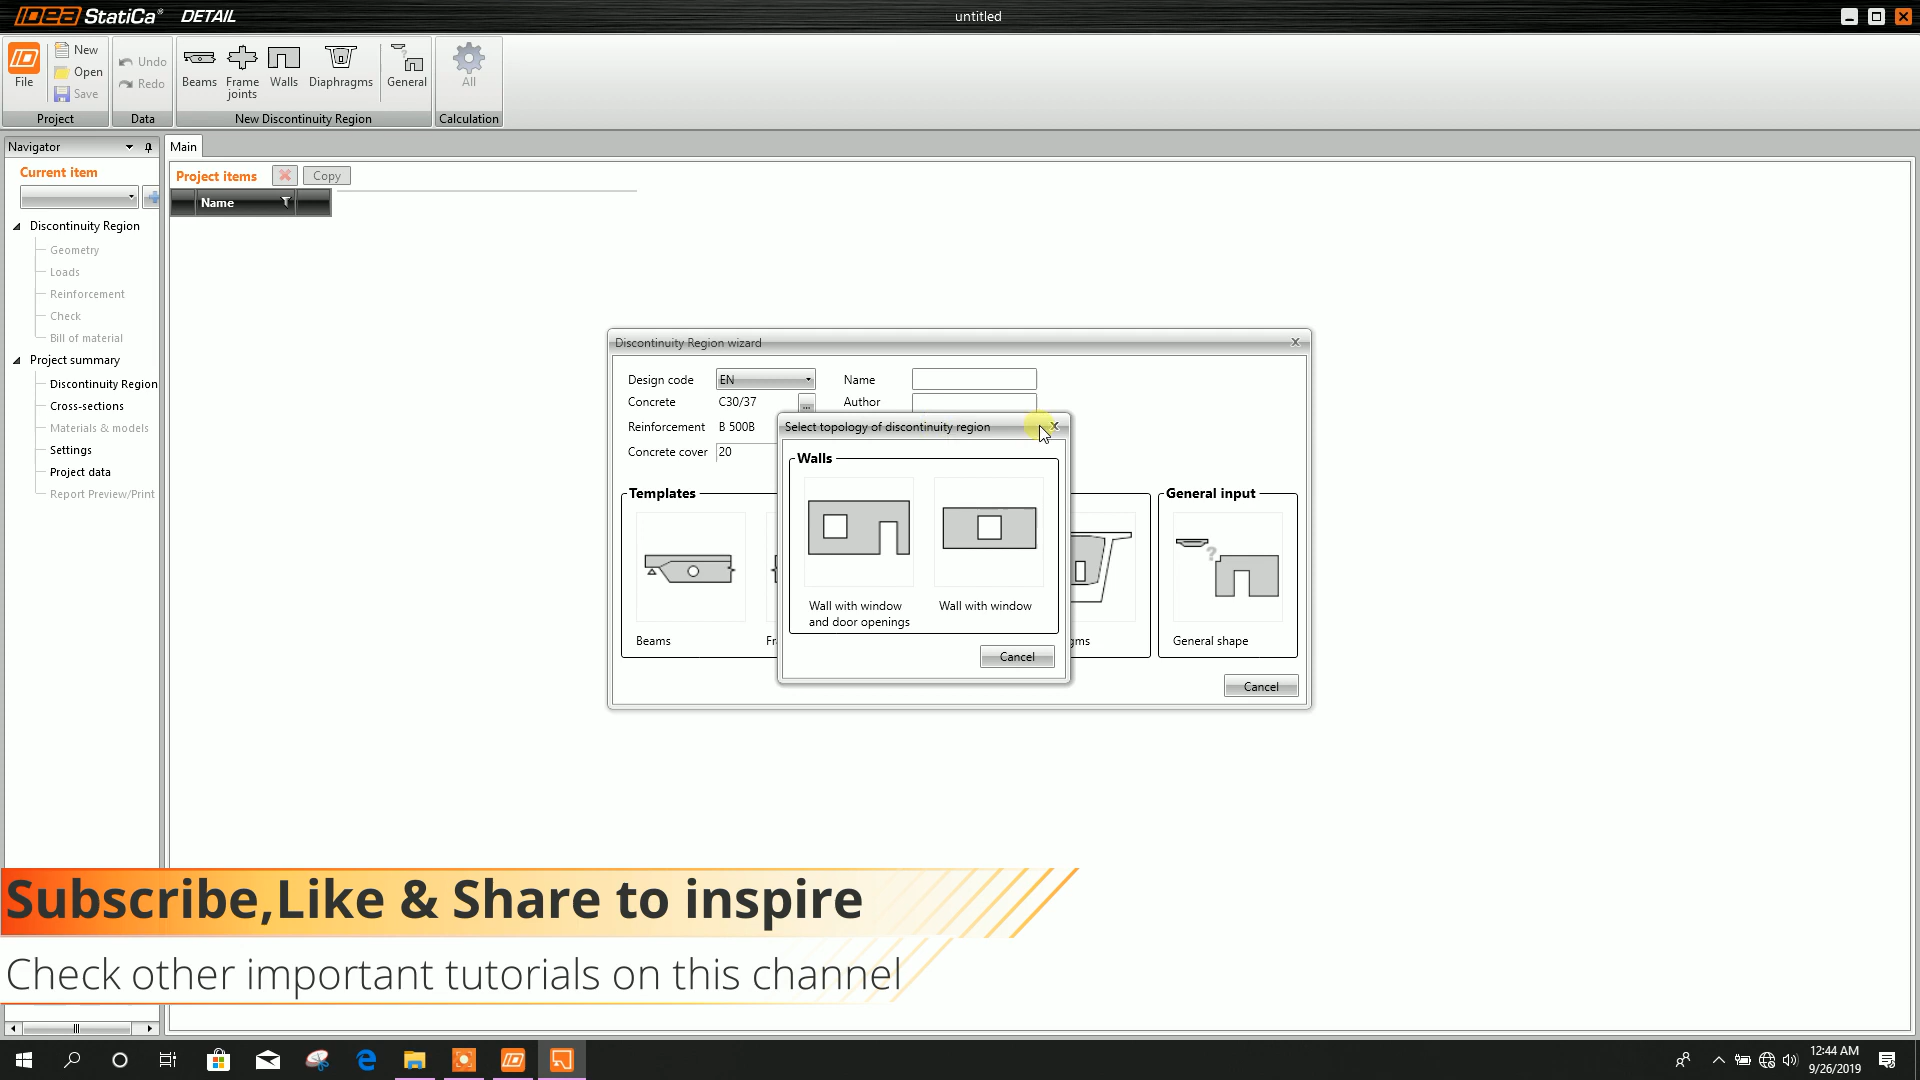 IDEA StatiCa® DETAIL
untitled
File
New
Open
Save
Project
Undo
Redo
Data
Beams
Frame
joints
Walls
Diaphragms
General
New Discontinuity Region
All
Calculation
Navigator
Current item
Discontinuity Region
Geometry
Loads
Reinforcement
Check
Bill of material
Project summary
Discontinuity Region
Cross-sections
Materials & models
Settings
Project data
Report Preview/Print
Main
Project items
Copy
Name
Discontinuity Region wizard
Design code EN
Name
Concrete C30/37 ...
Author
Reinforcement B 500B
Concrete cover 20
Templates
Beams
Fr
gms
General input
General shape
Cancel
Select topology of discontinuity region
Walls
Wall with window
and door openings
Wall with window
Cancel
Subscribe,Like & Share to inspire
Check other important tutorials on this channel
12:44 AM
9/26/2019